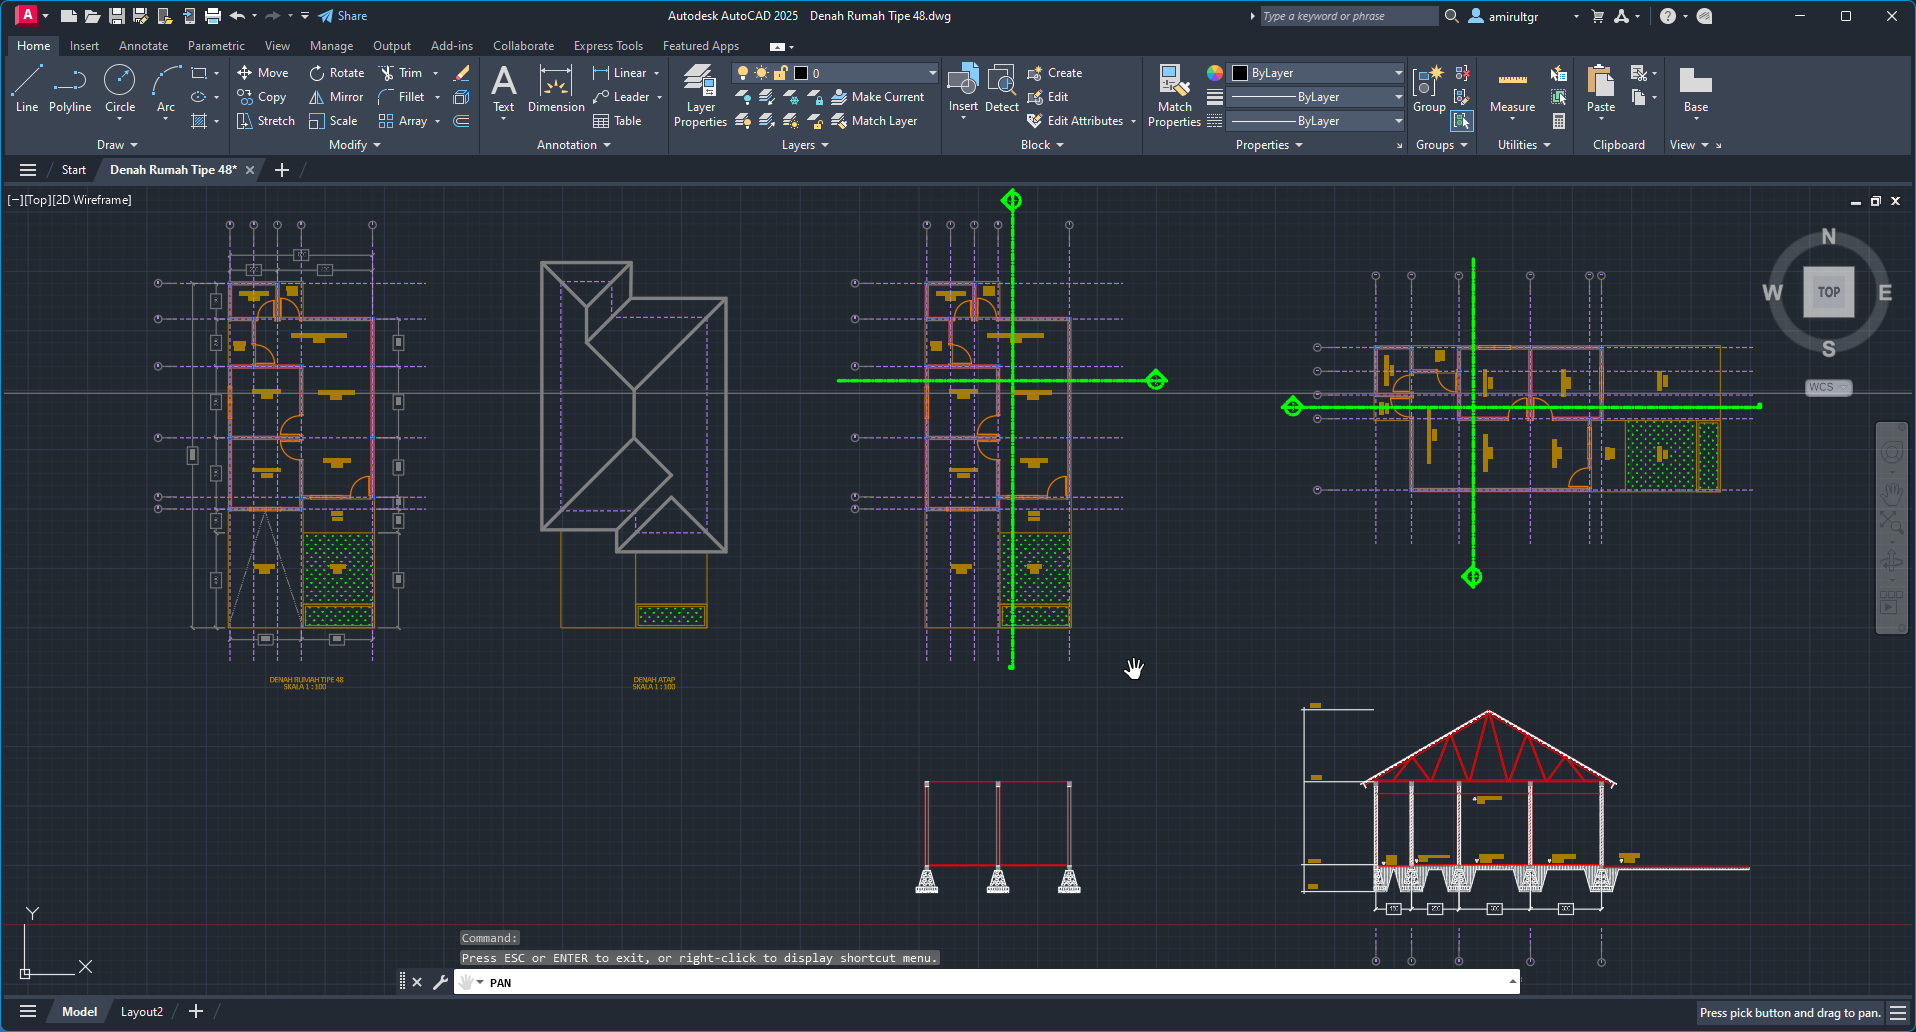 A
Share
Autodesk AutoCAD 2025 Denah Rumah Tipe 48.dwg
Type a keyword or phrase
amirultgr
Home Insert Annotate Parametric View Manage Output Add-ins Collaborate Express Tools Featured Apps
Line Polyline Circle Arc
Draw
Move Rotate Trim
Copy Mirror Fillet
Stretch Scale Array
Modify
Text Dimension
Linear
Leader
Table
Annotation
Layer Properties
0
Make Current
Match Layer
Layers
Insert Detect
Create
Edit
Edit Attributes
Block
Match Properties
ByLayer
ByLayer
ByLayer
Properties
Group
Groups
Measure
Utilities
Paste
Clipboard
Base
View
Start Denah Rumah Tipe 48*
[−][Top][2D Wireframe]
N
W TOP E
S
WCS
DENAH RUMAH TIPE 48
SKALA 1 : 100
DENAH ATAP
SKALA 1 : 100
Y
X
Command:
Press ESC or ENTER to exit, or right-click to display shortcut menu.
PAN
Model Layout2
Press pick button and drag to pan.